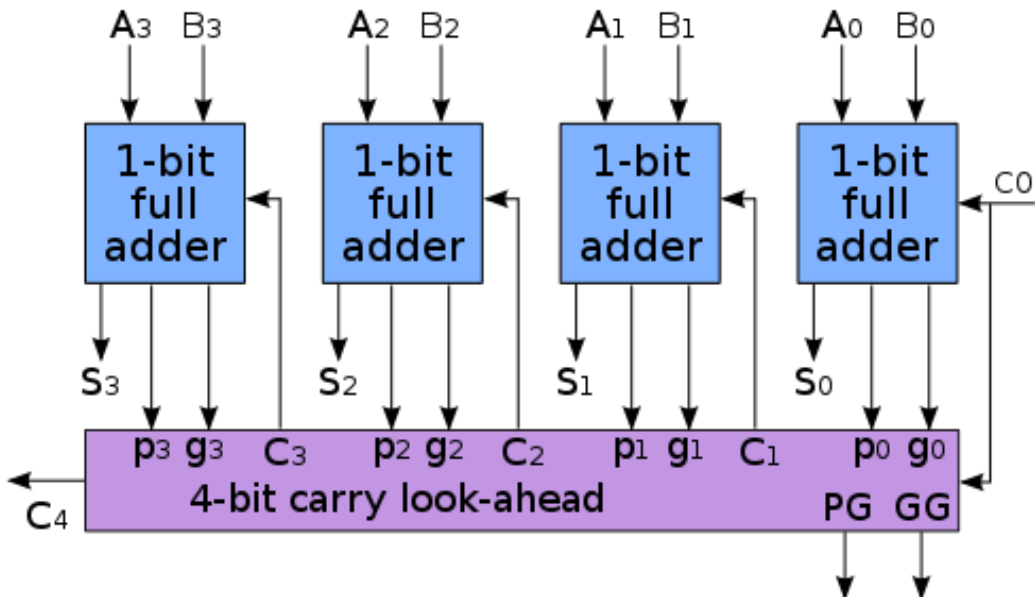 A3 B3 A2 B2 A1 B1 A0 B0
1-bit full adder
1-bit full adder
1-bit full adder
1-bit full adder
C0
S3 S2 S1 S0
p3 g3 C3 p2 g2 C2 p1 g1 C1 p0 g0
4-bit carry look-ahead
PG GG
C4